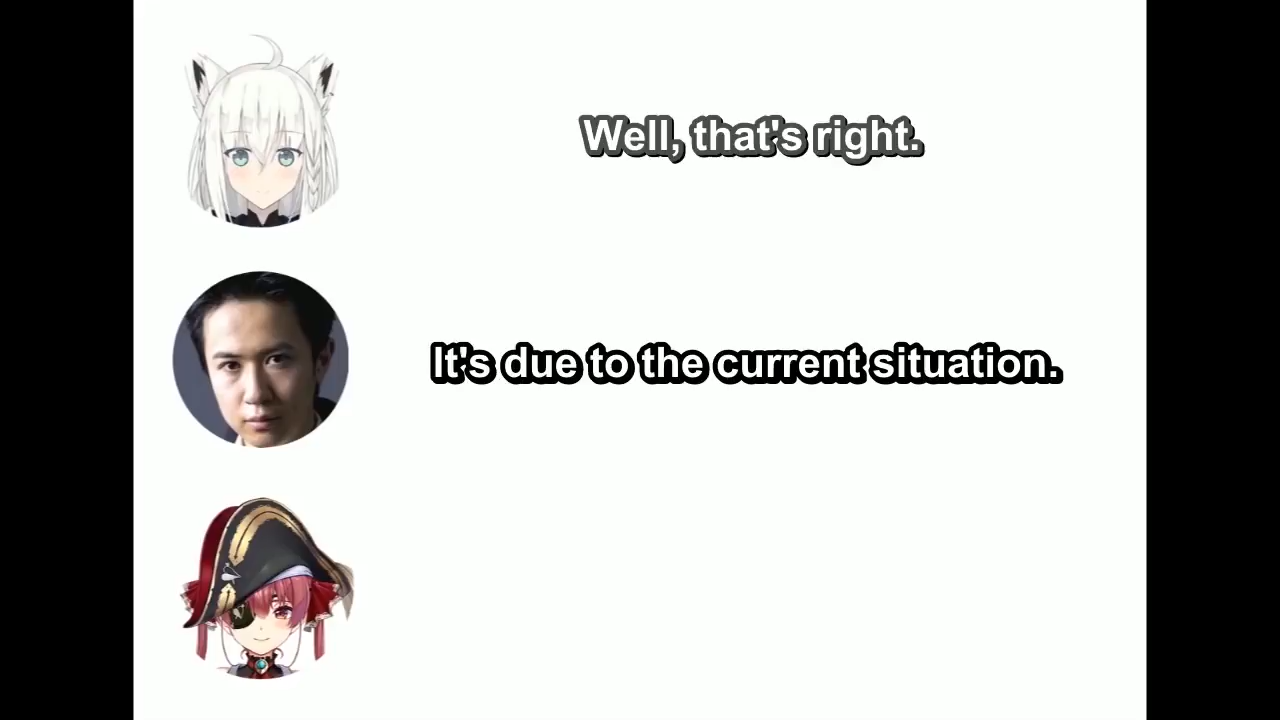 Well, that's right.
It's due to the current situation.